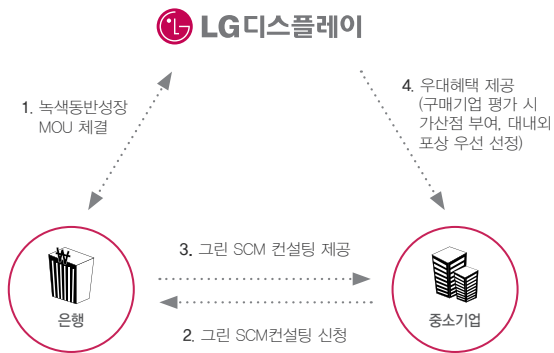 LG디스플레이
1. 녹색동반성장
MOU 체결
4. 우대혜택 제공
(구매기업 평가 시
가산점 부여, 대내외
포상 우선 선정)
3. 그린 SCM 컨설팅 제공
2. 그린 SCM컨설팅 신청
은행
중소기업